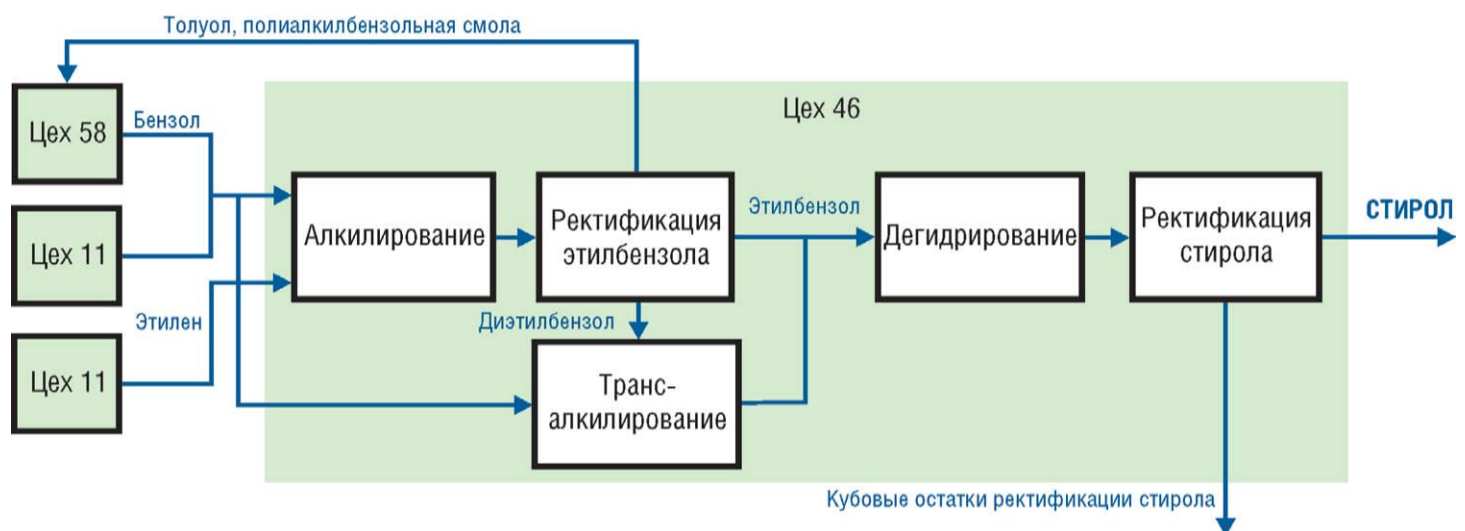 Толуол, полиалкилбензольная смола
Цех 58
Бензол
Цех 46
Алкилирование
Ректификация
этилбензола
Этилбензол
Дегидрирование
Ректификация
стирола
СТИРОЛ
Цех 11
Этилен
Диэтилбензол
Цех 11
Транс-
алкилирование
Кубовые остатки ректификации стирола